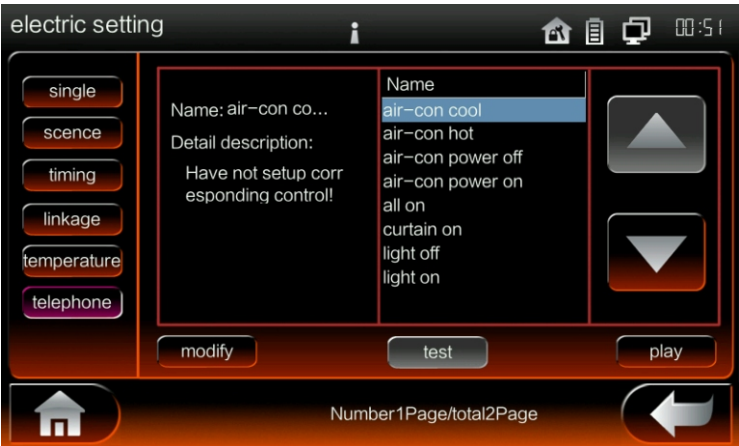 electric setting
00:51
single
scence
timing
linkage
temperature
telephone
Name: air-con co...
Detail description:
Have not setup corr
esponding control!
Name
air-con cool
air-con hot
air-con power off
air-con power on
all on
curtain on
light off
light on
modify
test
play
Number1Page/total2Page